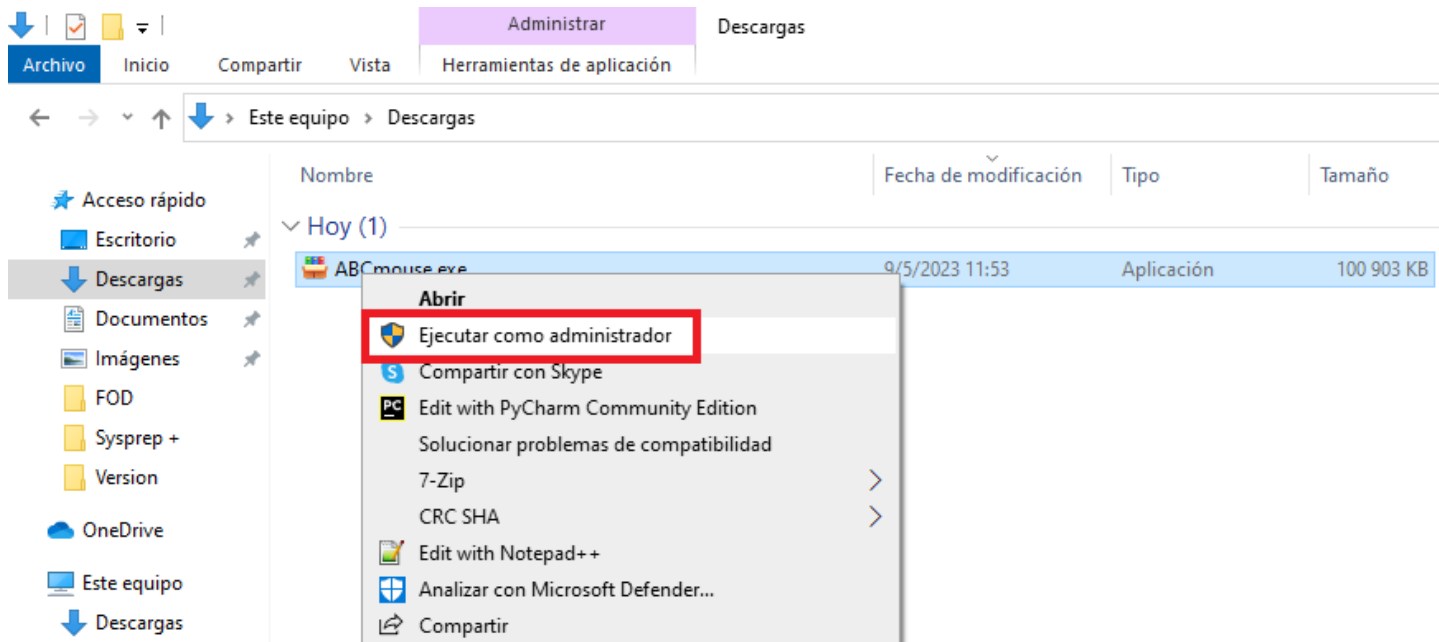 Administrar
Descargas
Archivo Inicio Compartir Vista Herramientas de aplicación
Este equipo > Descargas
Nombre Fecha de modificación Tipo Tamaño
Acceso rápido
Hoy (1)
Escritorio
ABCmouse.exe 9/5/2023 11:53 Aplicación 100 903 KB
Descargas
Abrir
Documentos
Ejecutar como administrador
Imágenes
Compartir con Skype
FOD
Edit with PyCharm Community Edition
Sysprep +
Solucionar problemas de compatibilidad
Version
7-Zip
CRC SHA
OneDrive
Edit with Notepad++
Este equipo
Analizar con Microsoft Defender...
Descargas
Compartir